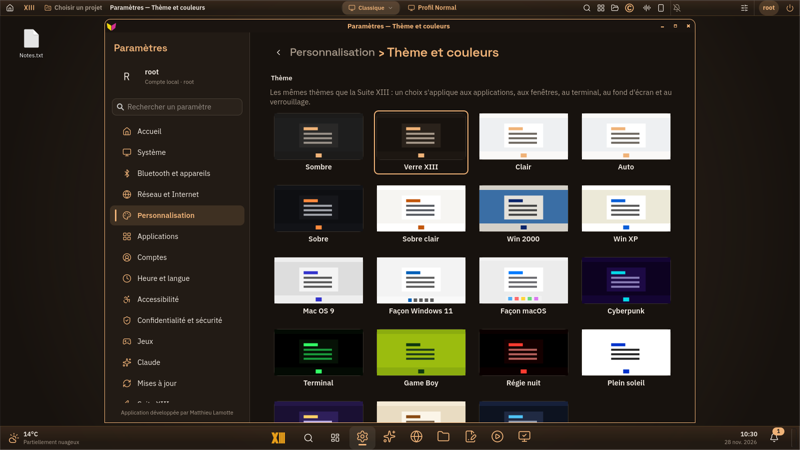 XIII
Choisir un projet
Paramètres — Thème et couleurs
Classique
Profil Normal
root
Notes.txt
Paramètres — Thème et couleurs
Paramètres
R
root
Compte local · root
Rechercher un paramètre
Accueil
Système
Bluetooth et appareils
Réseau et Internet
Personnalisation
Applications
Comptes
Heure et langue
Accessibilité
Confidentialité et sécurité
Jeux
Claude
Mises à jour
Application développée par Matthieu Lamotte
Personnalisation > Thème et couleurs
Thème
Les mêmes thèmes que la Suite XIII : un choix s'applique aux applications, aux fenêtres, au terminal, au fond d'écran et au
verrouillage.
Sombre
Verre XIII
Clair
Auto
Sobre
Sobre clair
Win 2000
Win XP
Mac OS 9
Façon Windows 11
Façon macOS
Cyberpunk
Terminal
Game Boy
Régie nuit
Plein soleil
14°C
Partiellement nuageux
XIII
10:30
28 nov. 2026
1